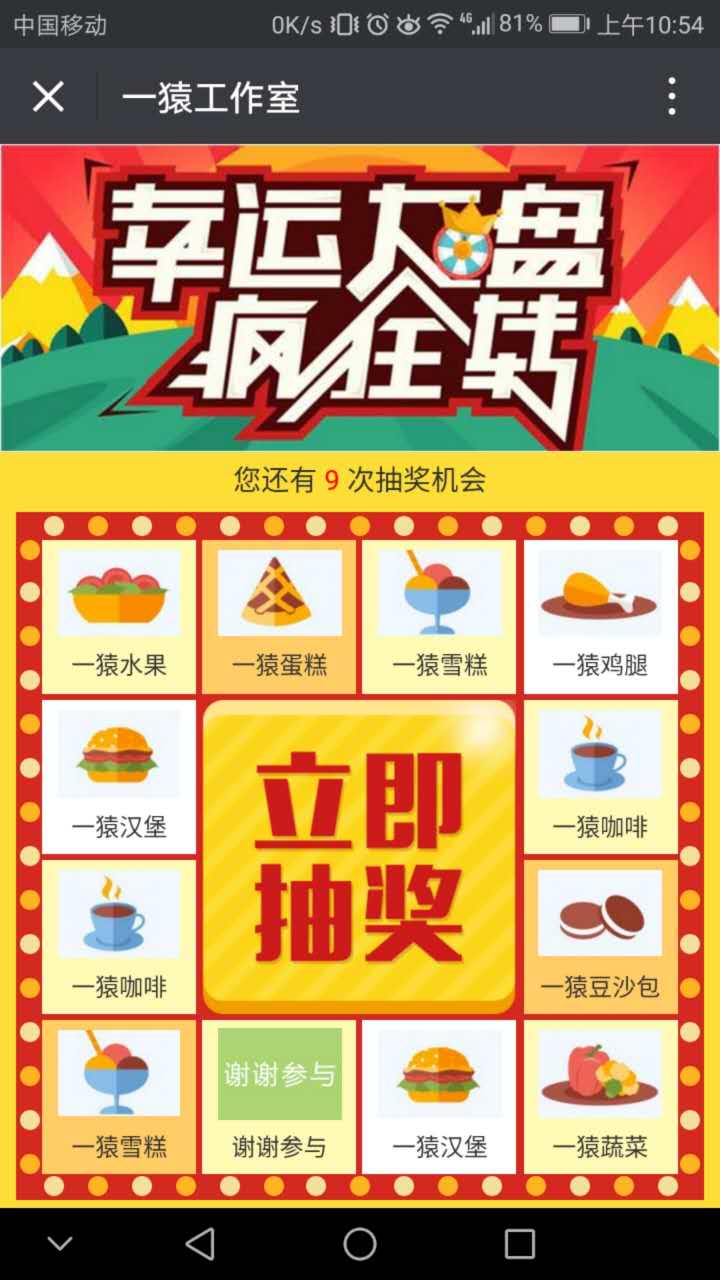 中国移动 0K/s 4G 81% 上午10:54
一猿工作室
幸运大盘
疯狂转
您还有 9 次抽奖机会
一猿水果 一猿蛋糕 一猿雪糕 一猿鸡腿
立即
一猿汉堡 一猿咖啡
抽奖
一猿咖啡 一猿豆沙包
谢谢参与
一猿雪糕 谢谢参与 一猿汉堡 一猿蔬菜